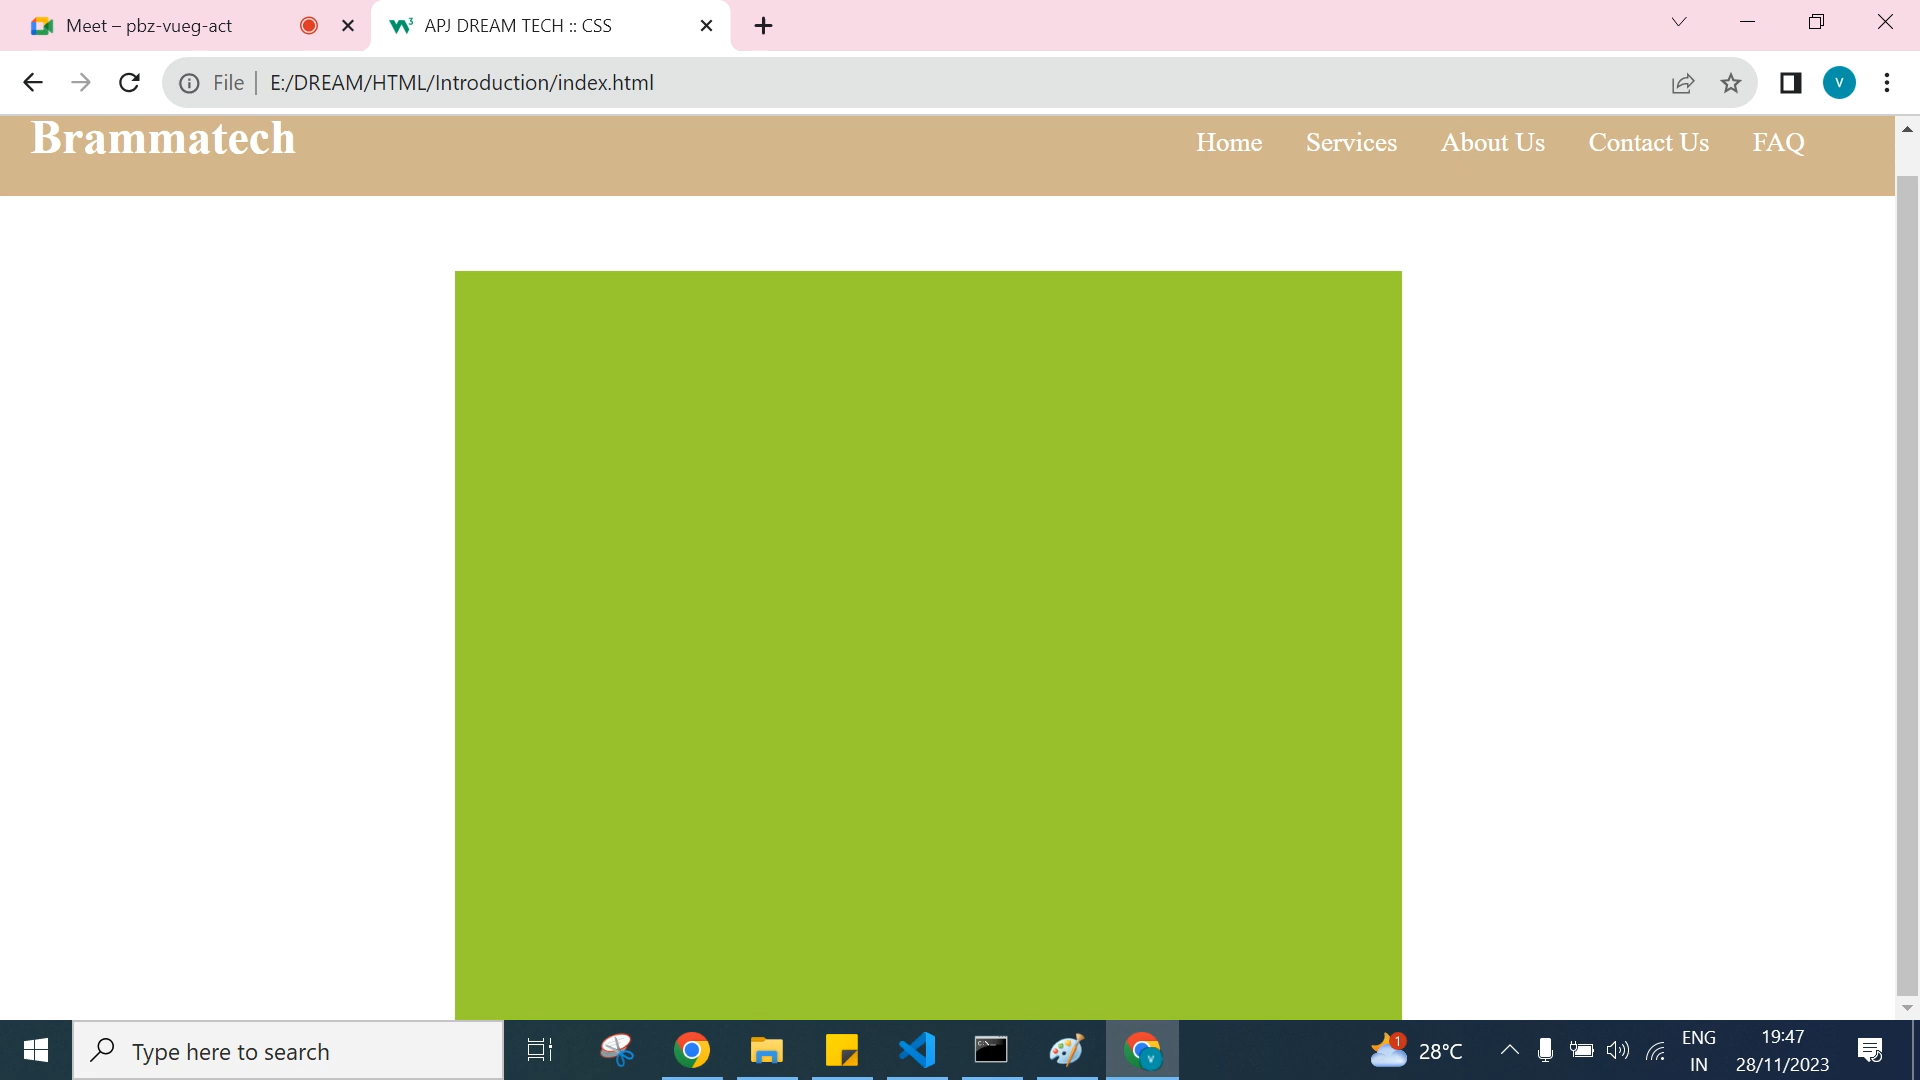 Meet – pbz-vueg-act
APJ DREAM TECH :: CSS
File
E:/DREAM/HTML/Introduction/index.html
V
Brammatech
Home
Services
About Us
Contact Us
FAQ
Type here to search
V
1
28°C
ENG
IN
19:47
28/11/2023